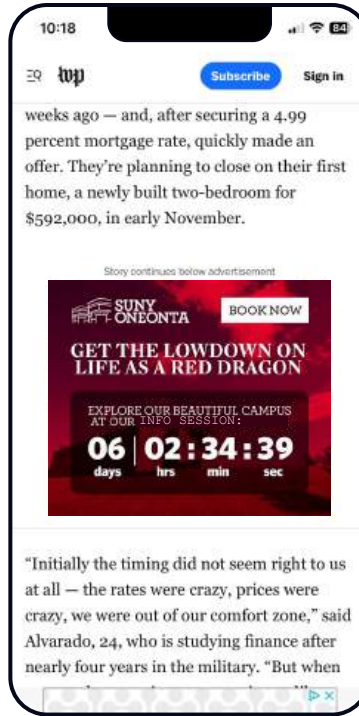 10:18
84
wp
Subscribe
Sign in
weeks ago — and, after securing a 4.99
percent mortgage rate, quickly made an
offer. They’re planning to close on their first
home, a newly built two-bedroom for
$592,000, in early November.
Story continues below advertisement
SUNY
ONEONTA
BOOK NOW
GET THE LOWDOWN ON
LIFE AS A RED DRAGON
EXPLORE OUR BEAUTIFUL CAMPUS
AT OUR INFO SESSION:
06 02:34:39
days hrs min sec
“Initially the timing did not seem right to us
at all — the rates were crazy, prices were
crazy, we were out of our comfort zone,” said
Alvarado, 24, who is studying finance after
nearly four years in the military. “But when